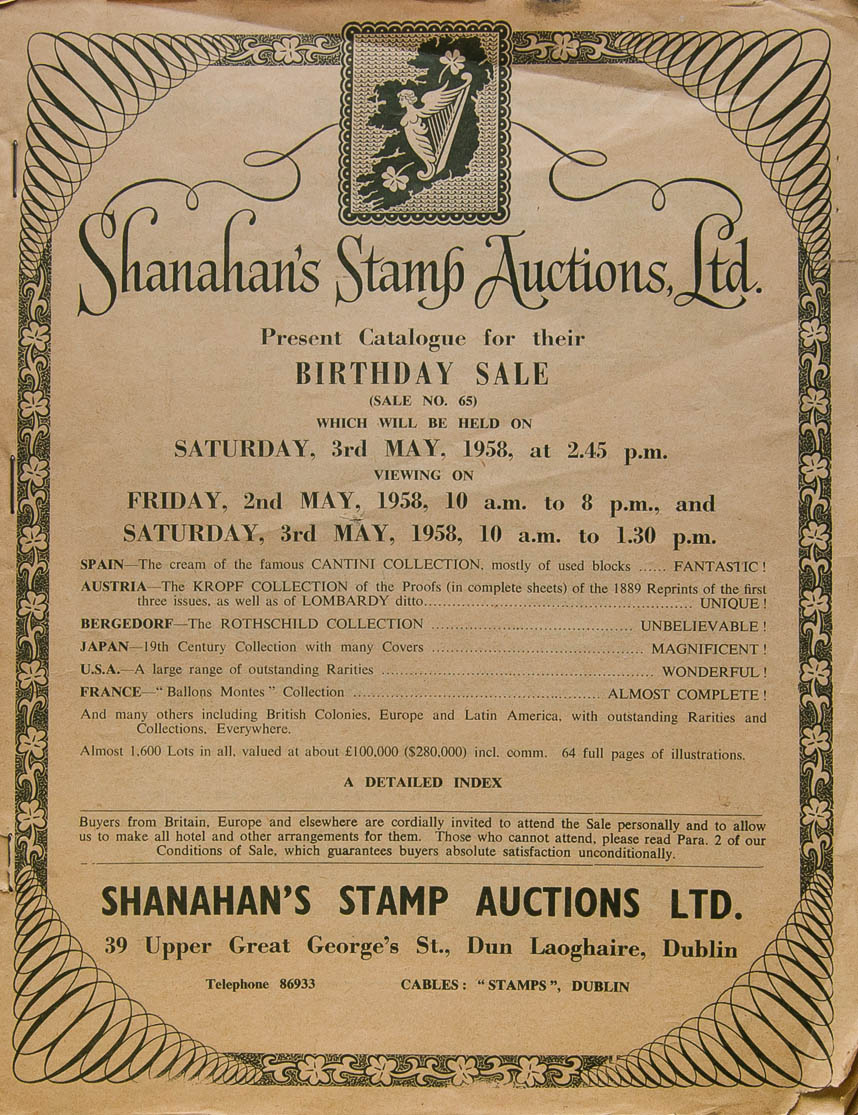 Shanahan's Stamp Auctions, Ltd.
Present Catalogue for their
BIRTHDAY SALE
(SALE NO. 65)
WHICH WILL BE HELD ON
SATURDAY, 3rd MAY, 1958, at 2.45 p.m.
VIEWING ON
FRIDAY, 2nd MAY, 1958, 10 a.m. to 8 p.m., and
SATURDAY, 3rd MAY, 1958, 10 a.m. to 1.30 p.m.
SPAIN—The cream of the famous CANTINI COLLECTION, mostly of used blocks ...... FANTASTIC !
AUSTRIA—The KROPF COLLECTION of the Proofs (in complete sheets) of the 1889 Reprints of the first
three issues, as well as of LOMBARDY ditto.......................................................... UNIQUE !
BERGEDORF—The ROTHSCHILD COLLECTION ............................................ UNBELIEVABLE !
JAPAN—19th Century Collection with many Covers .............................................. MAGNIFICENT !
U.S.A.—A large range of outstanding Rarities .......................................................... WONDERFUL !
FRANCE—“ Ballons Montes ” Collection ...................................................... ALMOST COMPLETE !
And many others including British Colonies, Europe and Latin America, with outstanding Rarities and
Collections, Everywhere.
Almost 1,600 Lots in all, valued at about £100,000 ($280,000) incl. comm. 64 full pages of illustrations.
A DETAILED INDEX
Buyers from Britain, Europe and elsewhere are cordially invited to attend the Sale personally and to allow
us to make all hotel and other arrangements for them. Those who cannot attend, please read Para. 2 of our
Conditions of Sale, which guarantees buyers absolute satisfaction unconditionally.
SHANAHAN'S STAMP AUCTIONS LTD.
39 Upper Great George's St., Dun Laoghaire, Dublin
Telephone 86933 CABLES : “ STAMPS ”, DUBLIN